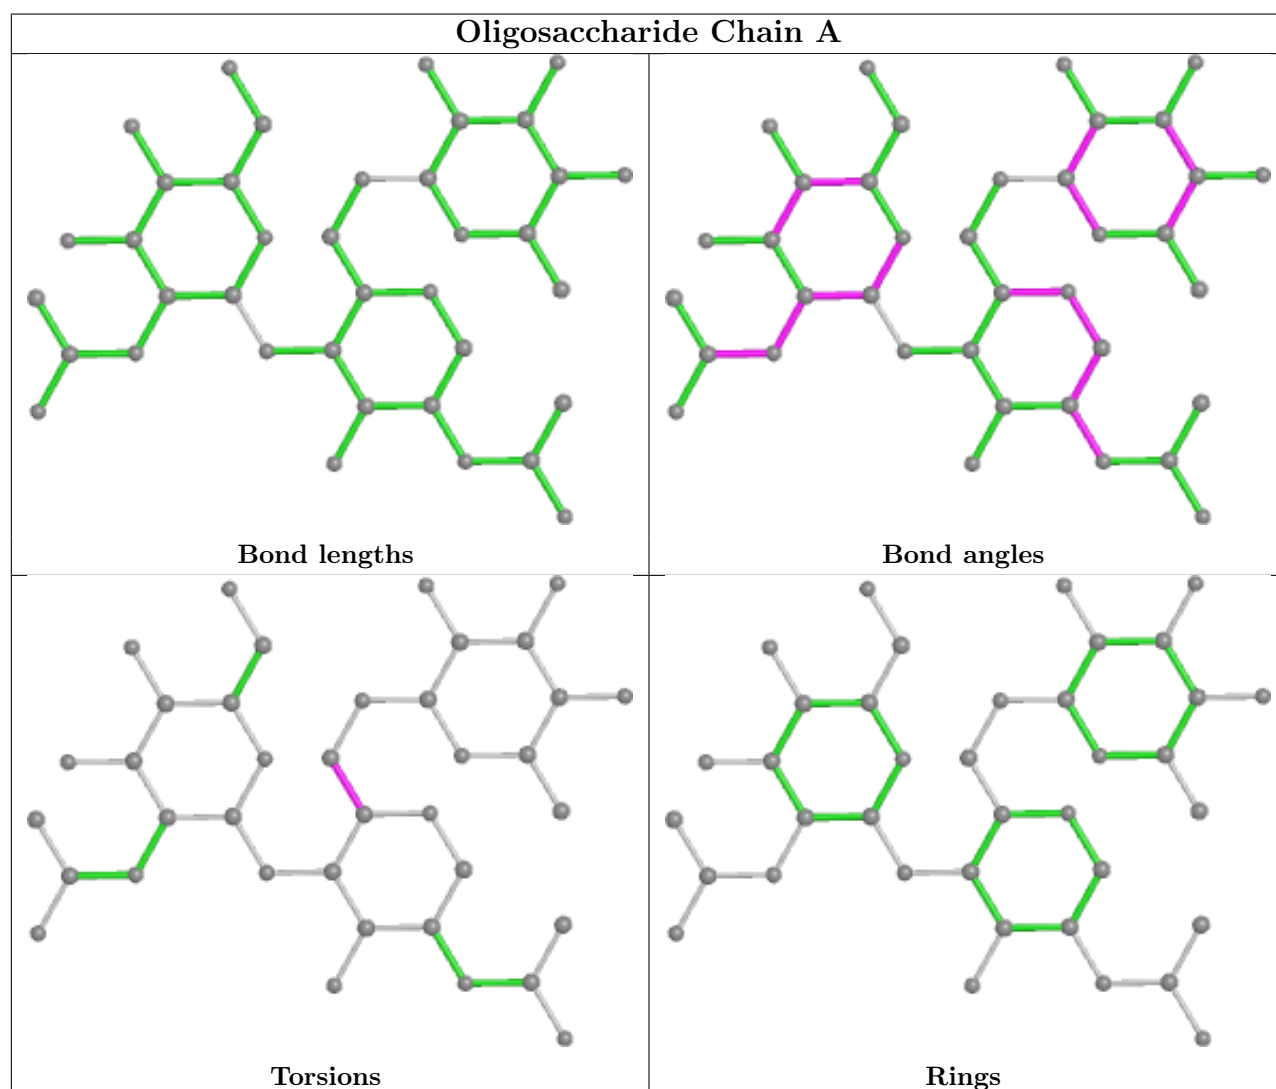 Oligosaccharide Chain A
Bond lengths
Bond angles
Torsions
Rings